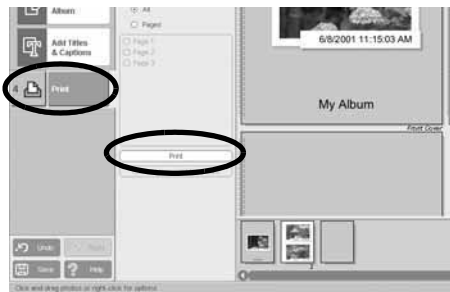 Album
All
Pages
Add Titles
& Captions
Page 1
Page 2
Page 3
4 Print
Print
6/8/2001 11:15:03 AM
My Album
Front Cover
Undo
Redo
Save
Help
2
Click and drag photos or right-click for options